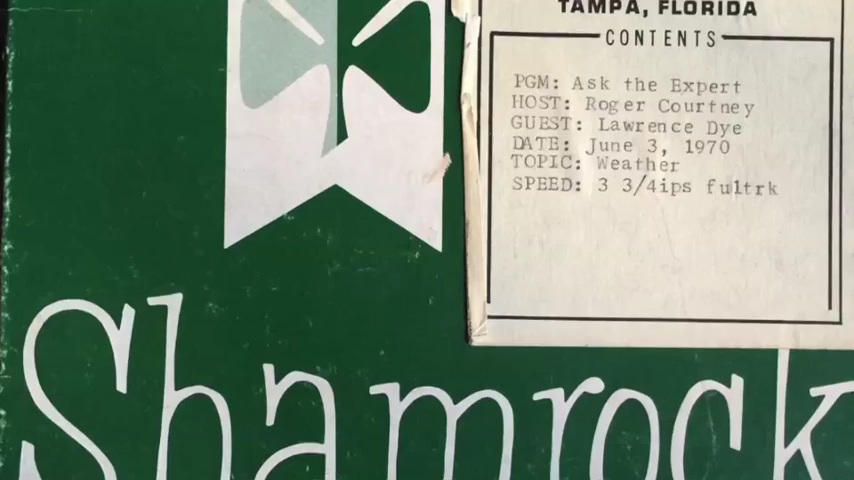 TAMPA, FLORIDA
CONTENTS
PGM: Ask the Expert
HOST: Roger Courtney
GUEST: Lawrence Dye
DATE: June 3, 1970
TOPIC: Weather
SPEED: 3 3/4ips fultrk
Shamrock